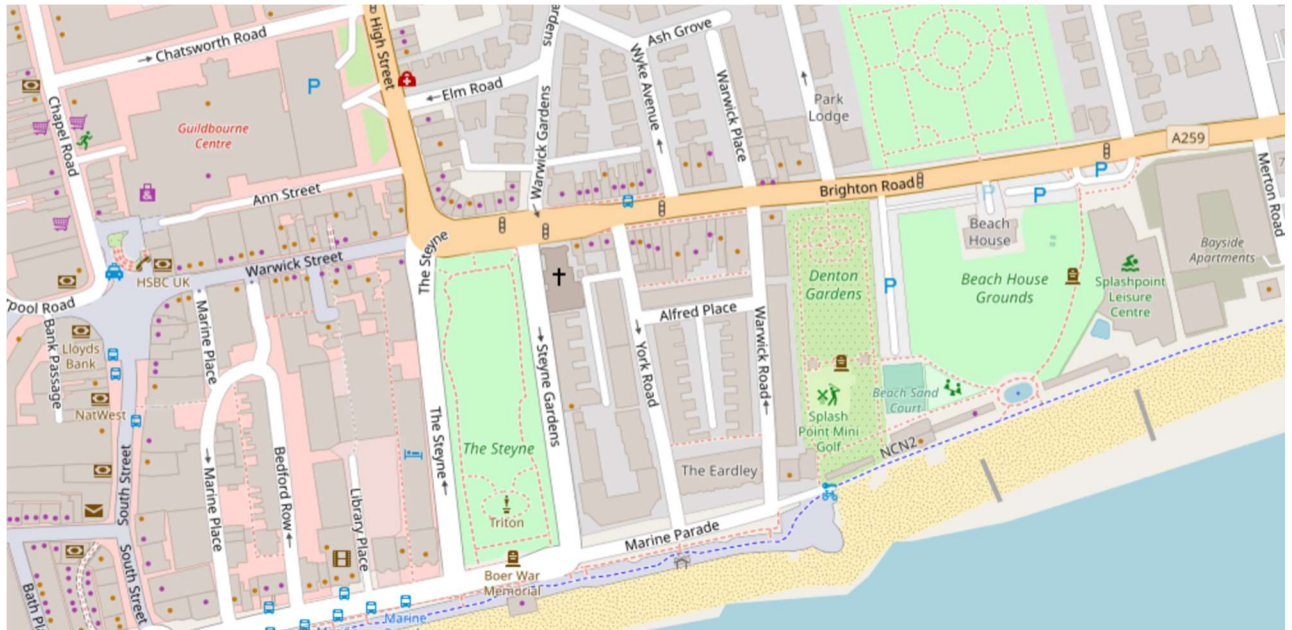 Chatsworth Road
High Street
Ash Grove
Elm Road
Wyke Avenue
Warwick Place
Park
Lodge
P
Guildbourne
Centre
Chapel Road
Warwick Gardens
A259
Brighton Road
P
P
P
Merton Road
Ann Street
Beach
House
Bayside
Apartments
The Steyne
Warwick Street
HSBC UK
Denton
Gardens
P
Beach House
Grounds
Splashpoint
Leisure
Centre
pool Road
Bank Passage
Lloyds
Bank
NatWest
Marine Place
Alfred Place
Warwick Road
York Road
Steyne Gardens
Beach Sand
Court
Splash
Point Mini
Golf
NCN2
The Steyne
The Steyne
The Eardley
South Street
Marine Place
Bedford Row
Library Place
Triton
Marine Parade
Boer War
Memorial
South Street
Marine